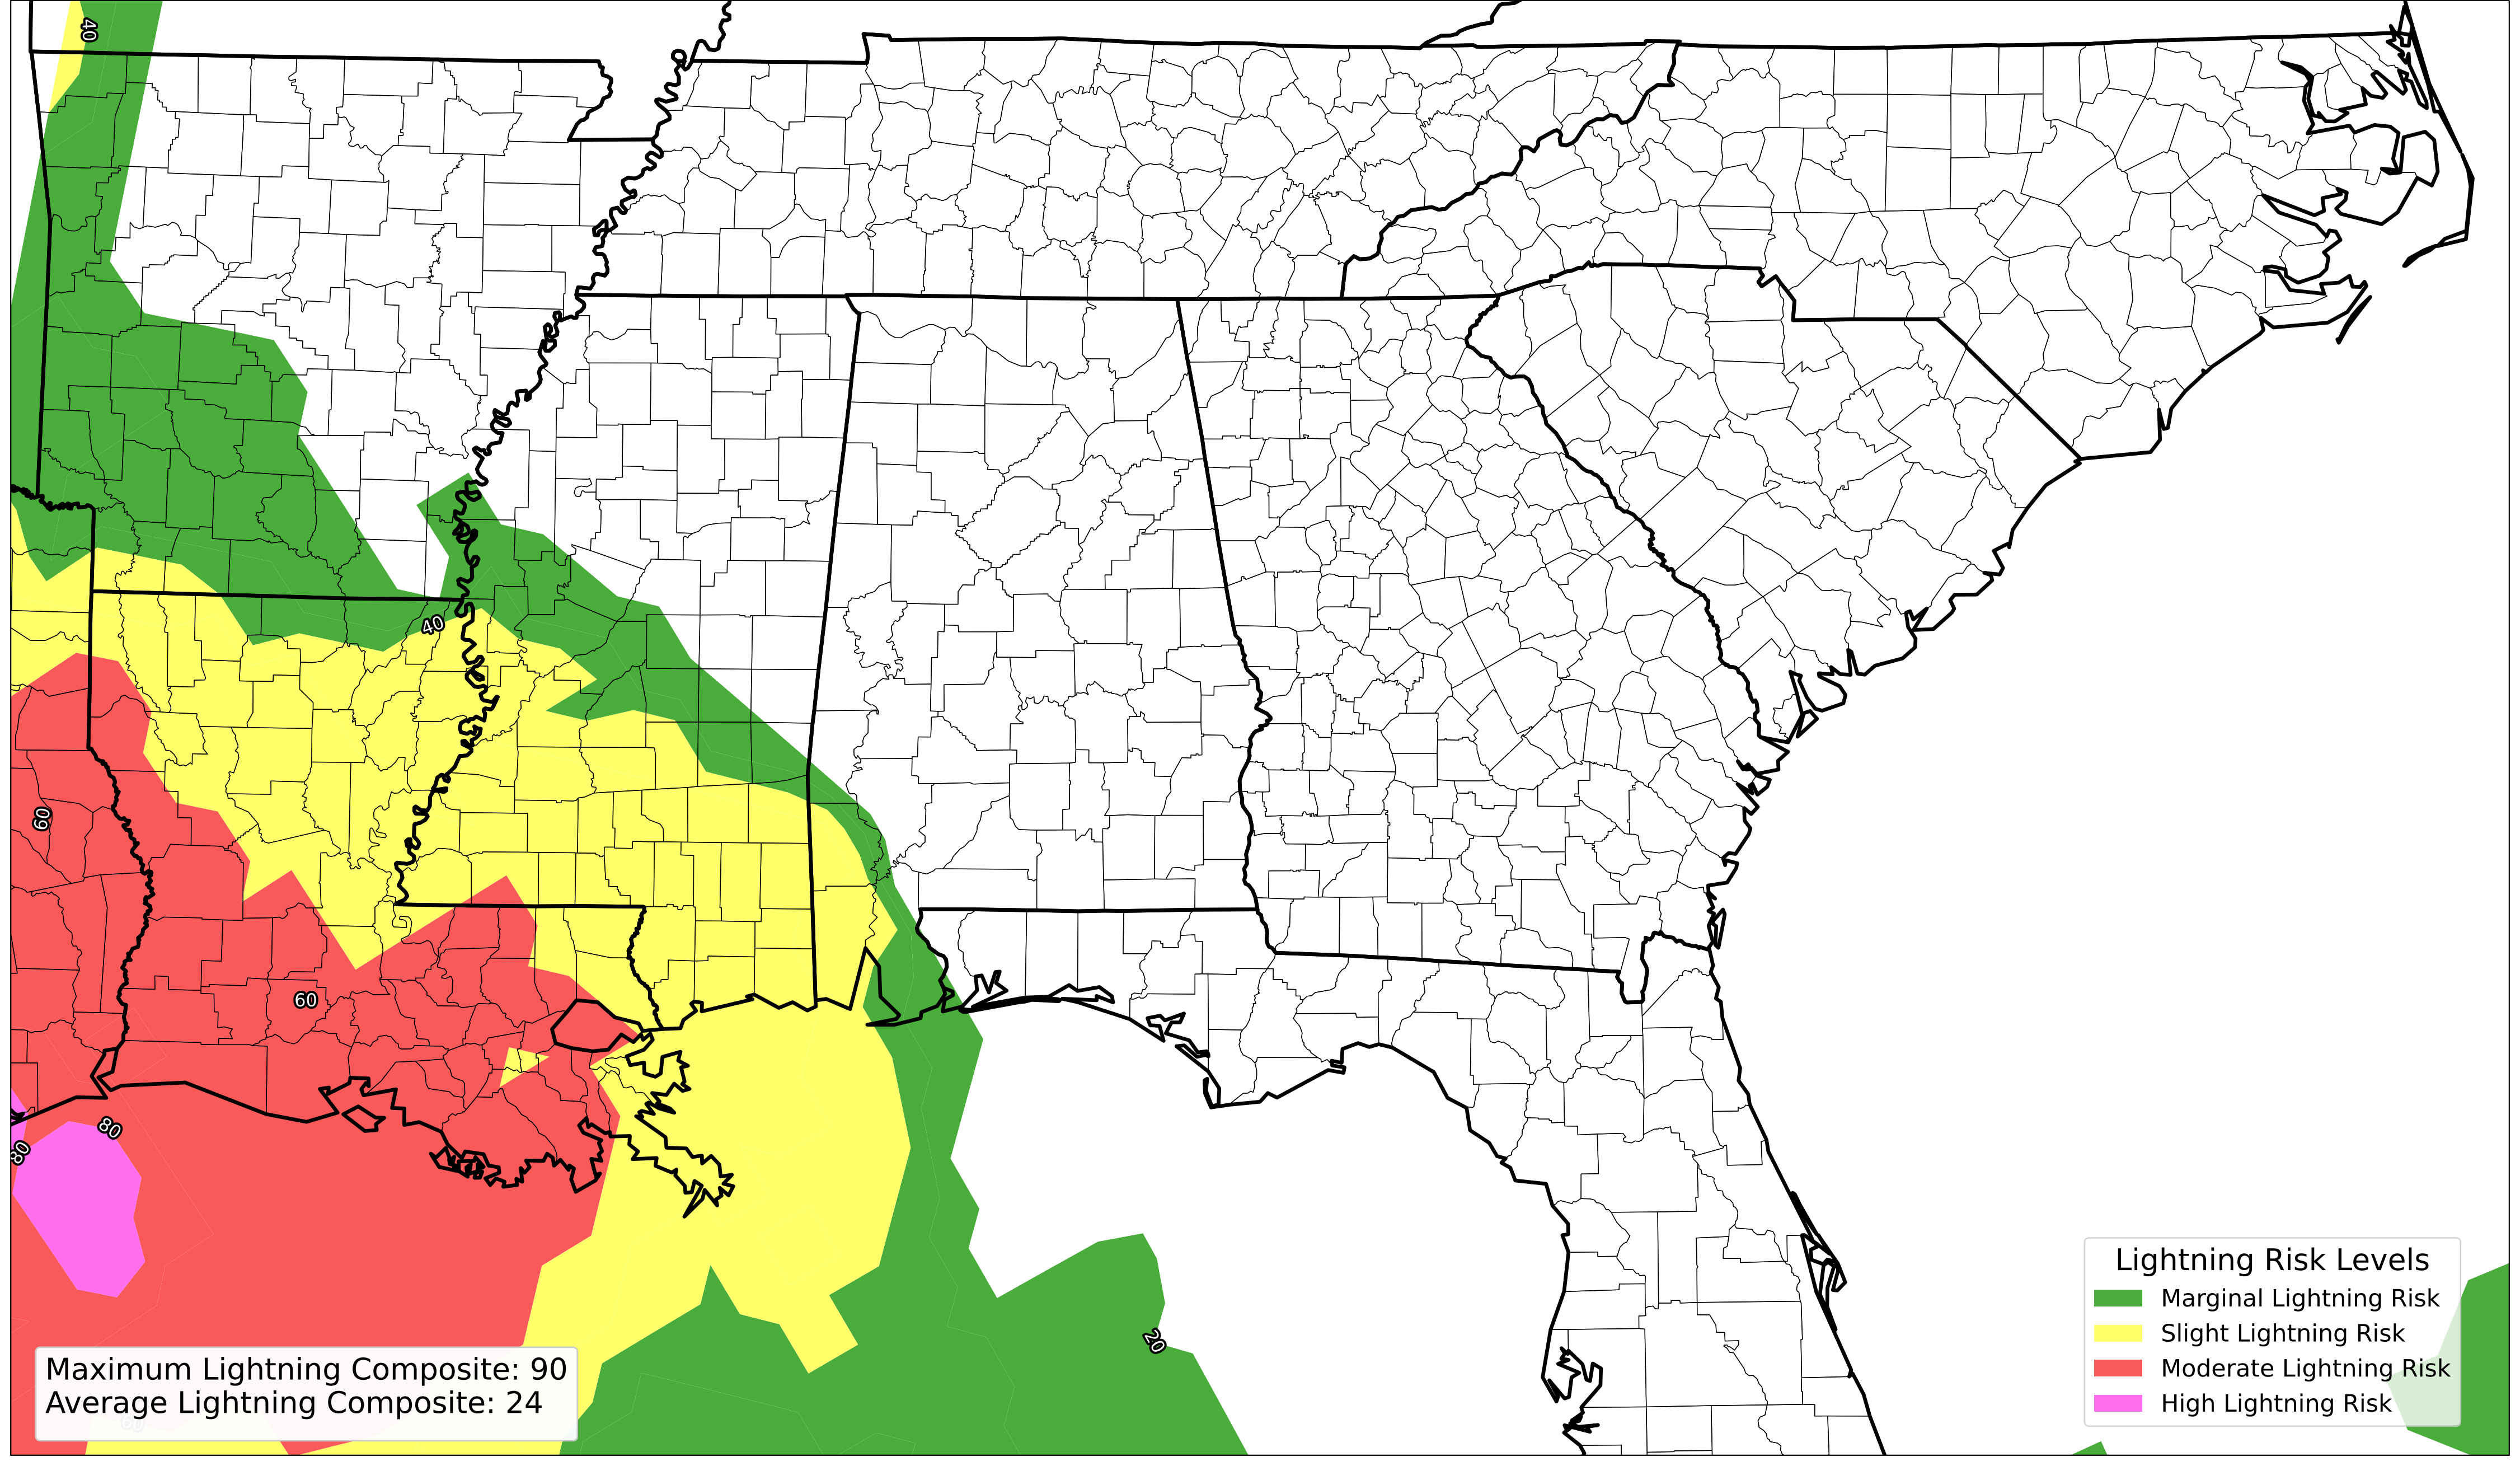 40
40
60
60
80
80
20
Lightning Risk Levels
Marginal Lightning Risk
Slight Lightning Risk
Moderate Lightning Risk
High Lightning Risk
Maximum Lightning Composite: 90
Average Lightning Composite: 24
60